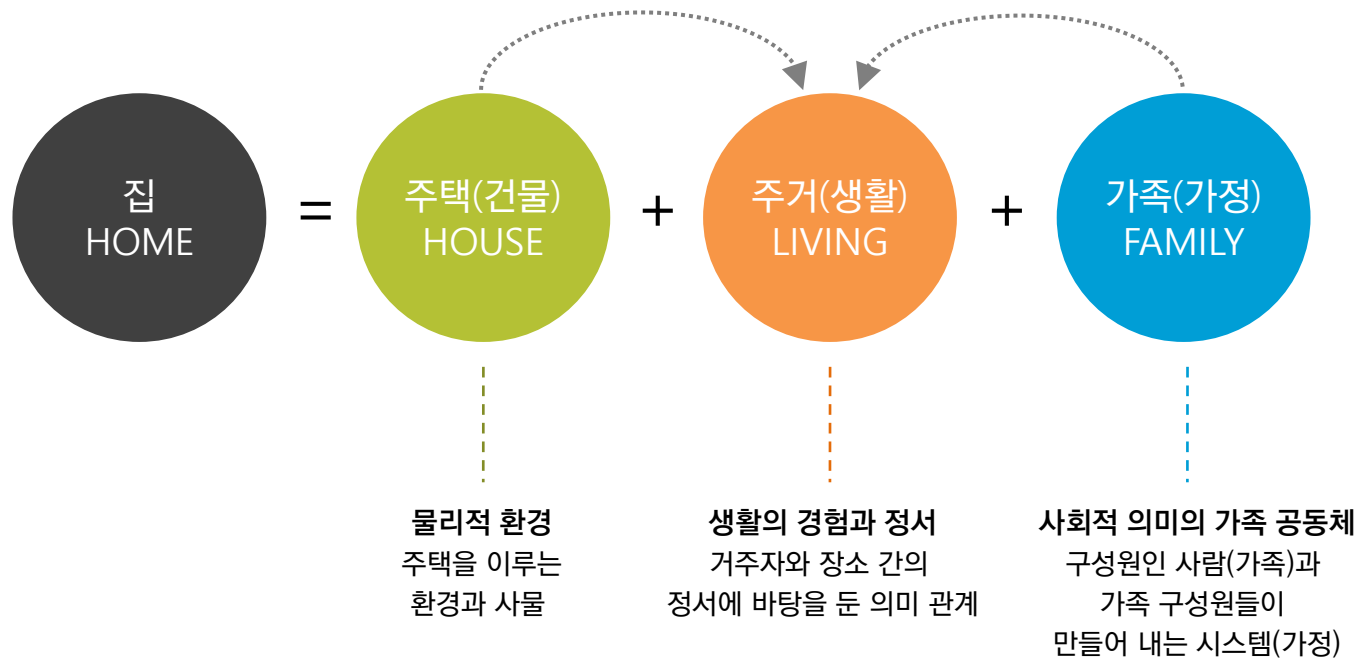 집
HOME
=
주택(건물)
HOUSE
+
주거(생활)
LIVING
+
가족(가정)
FAMILY
물리적 환경
주택을 이루는
환경과 사물
생활의 경험과 정서
거주자와 장소 간의
정서에 바탕을 둔 의미 관계
사회적 의미의 가족 공동체
구성원인 사람(가족)과
가족 구성원들이
만들어 내는 시스템(가정)